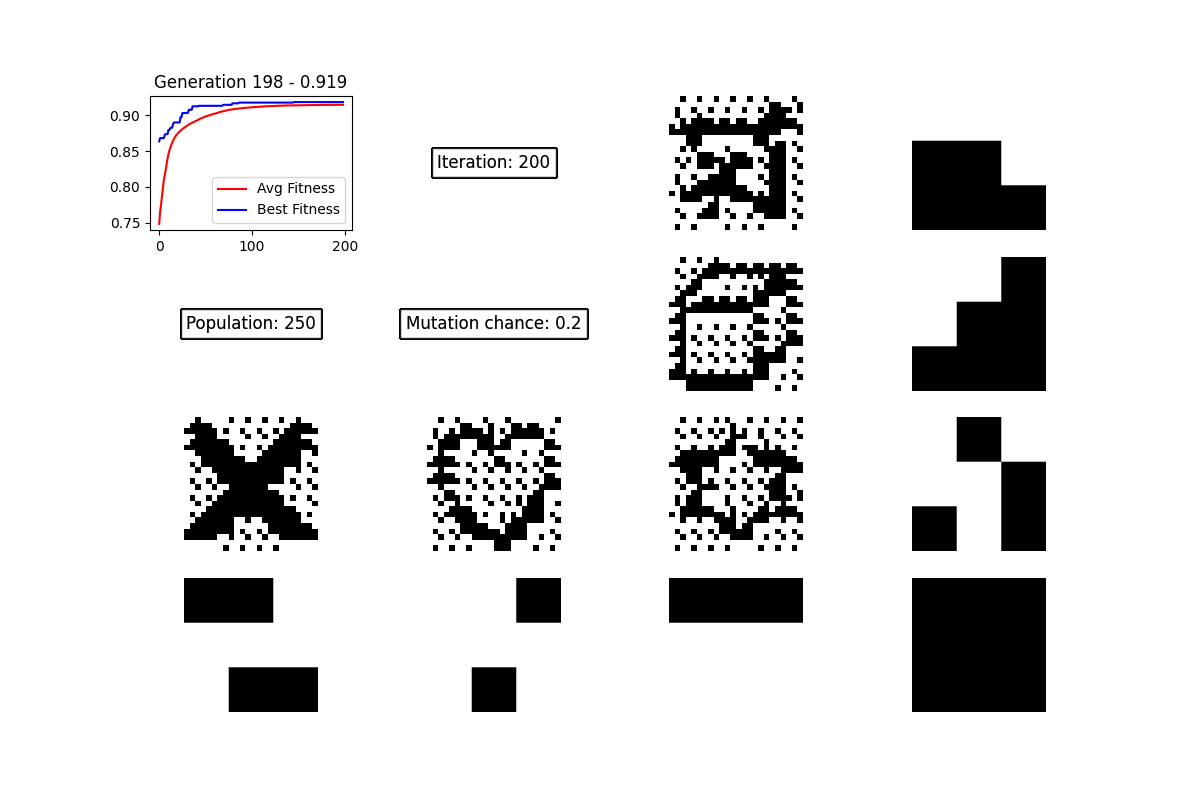 Generation 198 - 0.919
0.90
0.85
0.80
0.75
Avg Fitness
Best Fitness
0 100 200
Iteration: 200
Population: 250
Mutation chance: 0.2